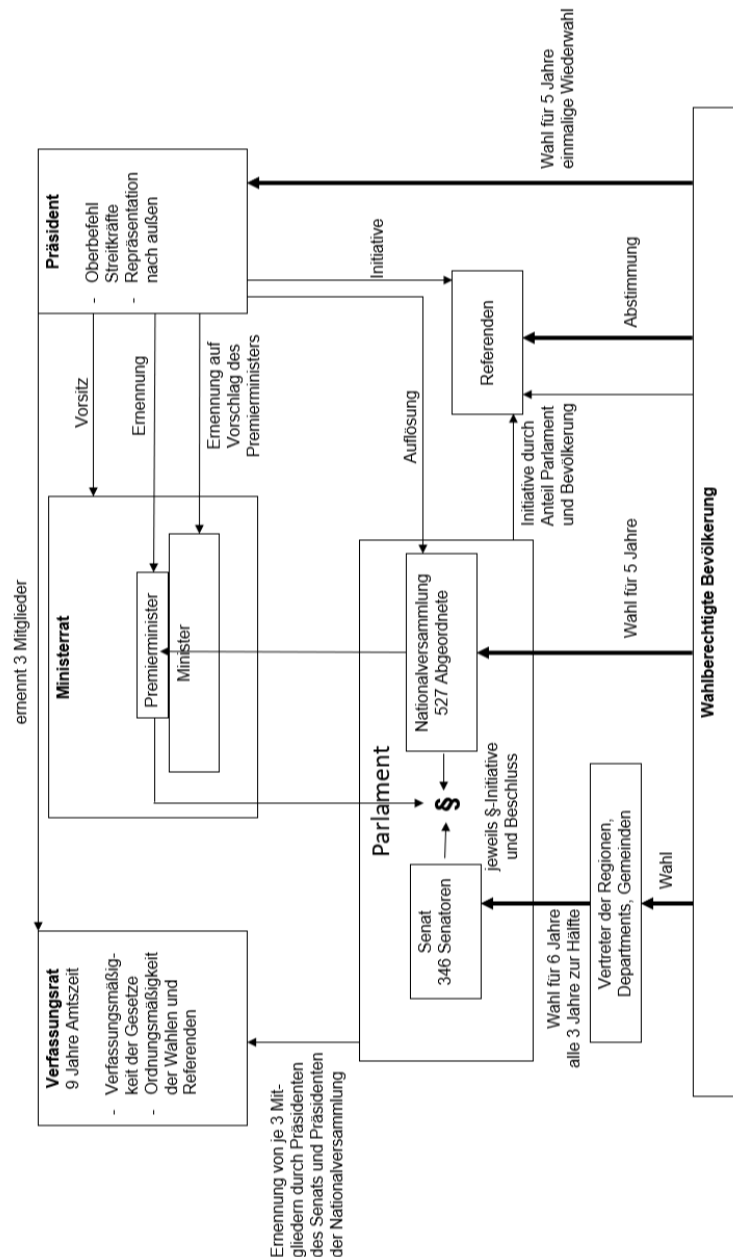 ernennt 3 Mitglieder
Verfassungsrat
9 Jahre Amtszeit
- Verfassungsmäßig-
keit der Gesetze
- Ordnungsmäßigkeit
der Wahlen und
Referenden
Ministerrat
Premierminister
Minister
Vorsitz
Ernennung
Ernennung auf
Vorschlag des
Premierministers
Präsident
- Oberbefehl
Streitkräfte
- Repräsentation
nach außen
Ernennung von je 3 Mit-
gliedern durch Präsidenten
des Senats und Präsidenten
der Nationalversammlung
Parlament
Senat
346 Senatoren
§
jeweils §-Initiative
und Beschluss
Nationalversammlung
527 Abgeordnete
Auflösung
Initiative
Initiative durch
Anteil Parlament
und Bevölkerung
Referenden
Wahl für 6 Jahre
alle 3 Jahre zur Hälfte
Vertreter der Regionen,
Departments, Gemeinden
Wahl
Wahl für 5 Jahre
Abstimmung
Wahl für 5 Jahre
einmalige Wiederwahl
Wahlberechtigte Bevölkerung